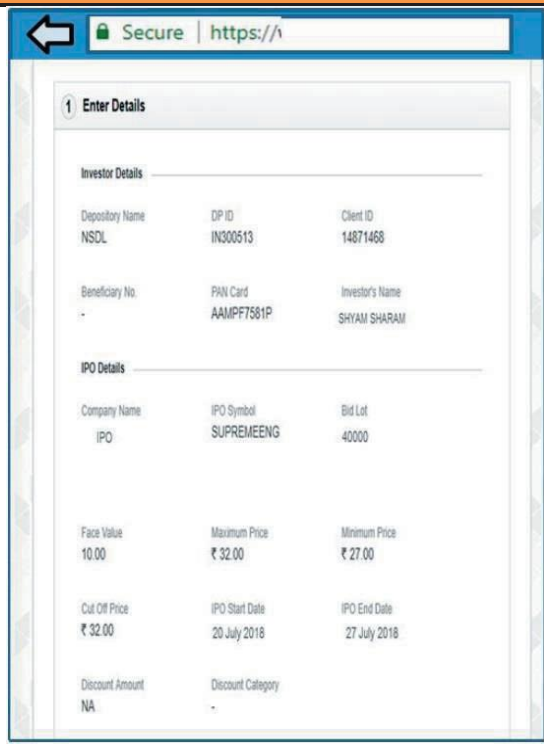 Secure | https://
1 Enter Details
Investor Details
Depository Name DP ID Client ID
NSDL IN300513 14871468
Beneficiary No. PAN Card Investor's Name
- AAMPF7581P SHYAM SHARAM
IPO Details
Company Name IPO Symbol Bid Lot
IPO SUPREMEENG 40000
Face Value Maximum Price Minimum Price
10.00 ₹ 32.00 ₹ 27.00
Cut Off Price IPO Start Date IPO End Date
₹ 32.00 20 July 2018 27 July 2018
Discount Amount Discount Category
NA -